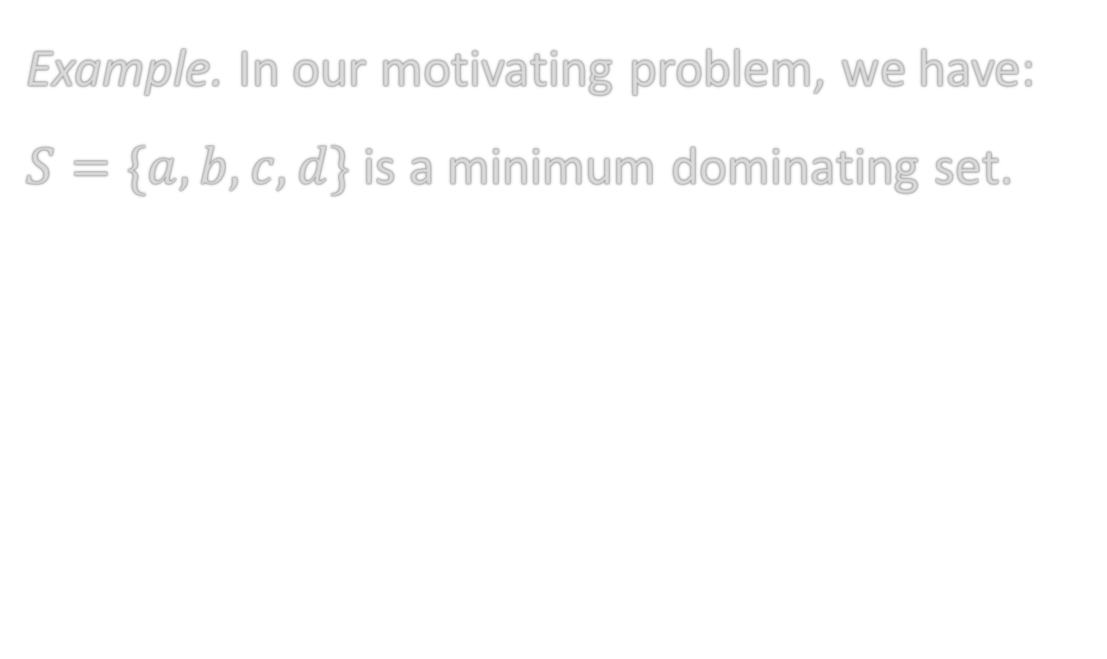 Example. In our motivating problem, we have:
S = {a, b, c, d} is a minimum dominating set.